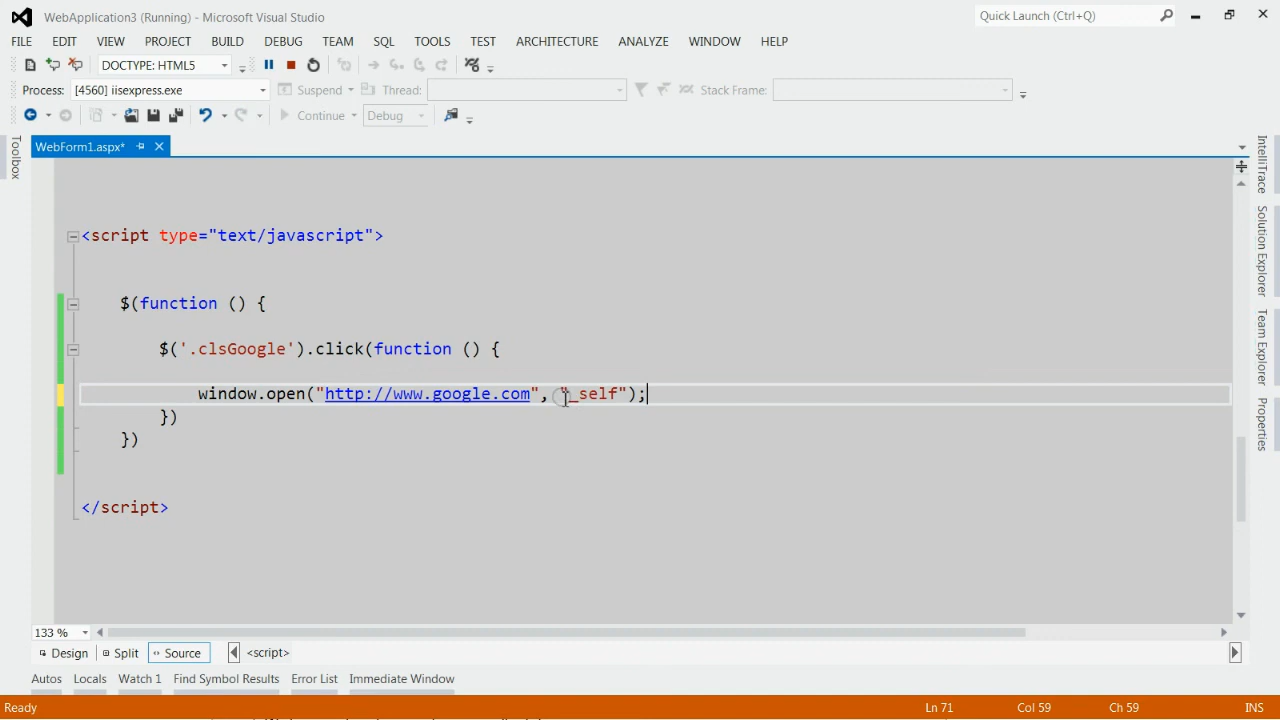 WebApplication3 (Running) - Microsoft Visual Studio
Quick Launch (Ctrl+Q)
FILE EDIT VIEW PROJECT BUILD DEBUG TEAM SQL TOOLS TEST ARCHITECTURE ANALYZE WINDOW HELP
DOCTYPE: HTML5
Process: [4560] iisexpress.exe Suspend Thread: Stack Frame:
Continue Debug
WebForm1.aspx*
Toolbox
IntelliTrace
Solution Explorer
Team Explorer
Properties
<script type="text/javascript">
$(function () {
$('.clsGoogle').click(function () {
window.open("http://www.google.com", "_self");
})
})
</script>
133 %
Design Split Source <script>
Autos Locals Watch 1 Find Symbol Results Error List Immediate Window
Ready Ln 71 Col 59 Ch 59 INS